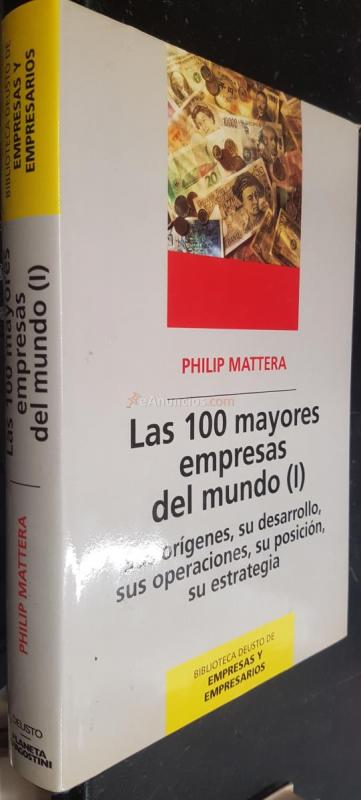 BIBLIOTECA DEUSTO DE
EMPRESAS Y
EMPRESARIOS
Las 100 mayores
empresas
del mundo (I)
PHILIP MATTERA
DEUSTO
PLANETA
AGOSTINI
PHILIP MATTERA
eAnuncios.com
Las 100 mayores
empresas
del mundo (I)
orígenes, su desarrollo,
sus operaciones, su posición,
su estrategia
BIBLIOTECA DEUSTO DE
EMPRESAS Y
EMPRESARIOS